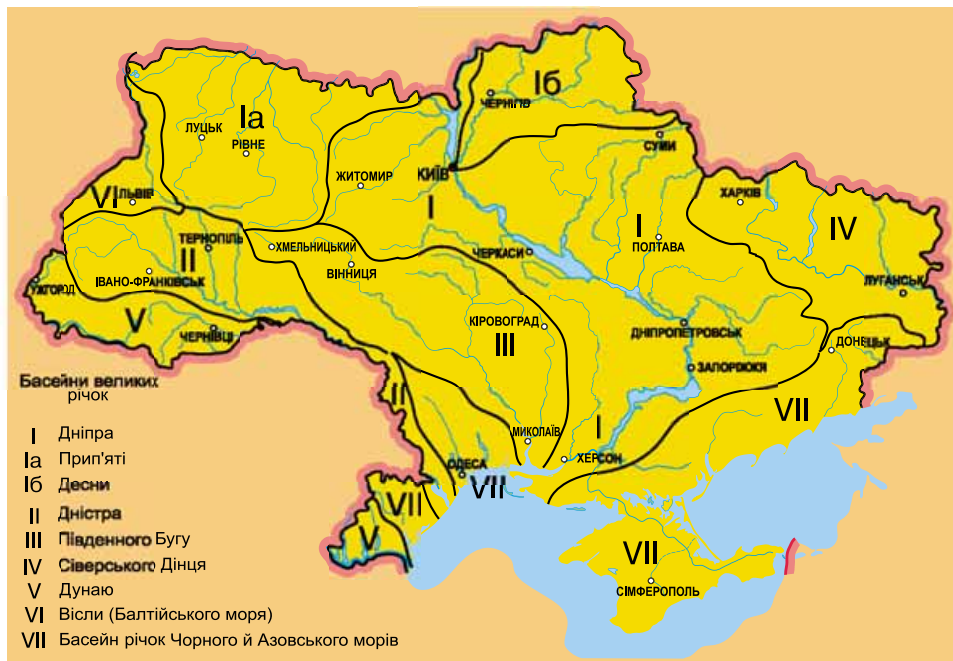 Іб
ЧЕРНІГІВ
Іа
ЛУЦЬК
РІВНЕ
СУМИ
ЖИТОМИР
КИЇВ
VI
ЛЬВІВ
ХАРКІВ
I
I
IV
ТЕРНОПІЛЬ
ХМЕЛЬНИЦЬКИЙ
ПОЛТАВА
ЧЕРКАСИ
II
ВІННИЦЯ
ІВАНО-ФРАНКІВСЬК
УЖГОРОД
ЛУГАНСЬК
V
ЧЕРНІВЦІ
КІРОВОГРАД
III
ДНІПРОПЕТРОВСЬК
ДОНЕЦЬК
ЗАПОРІЖЖЯ
II
VII
МИКОЛАЇВ
I
ХЕРСОН
ОДЕСА
VII
VII
V
VII
СІМФЕРОПОЛЬ
Басейни великих
річок
I Дніпра
Іа Прип'яті
Іб Десни
II Дністра
III Південного Бугу
IV Сіверського Дінця
V Дунаю
VI Вісли (Балтійського моря)
VII Басейн річок Чорного й Азовського морів